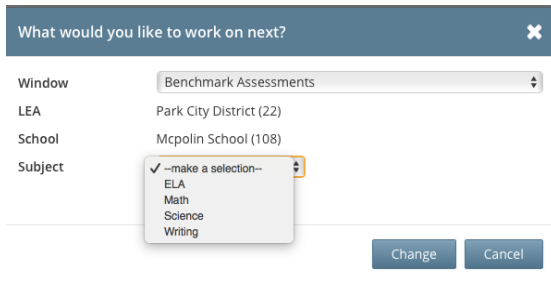 What would you like to work on next?
Window Benchmark Assessments
LEA Park City District (22)
School Mcpolin School (108)
Subject --make a selection--
ELA
Math
Science
Writing
Change Cancel